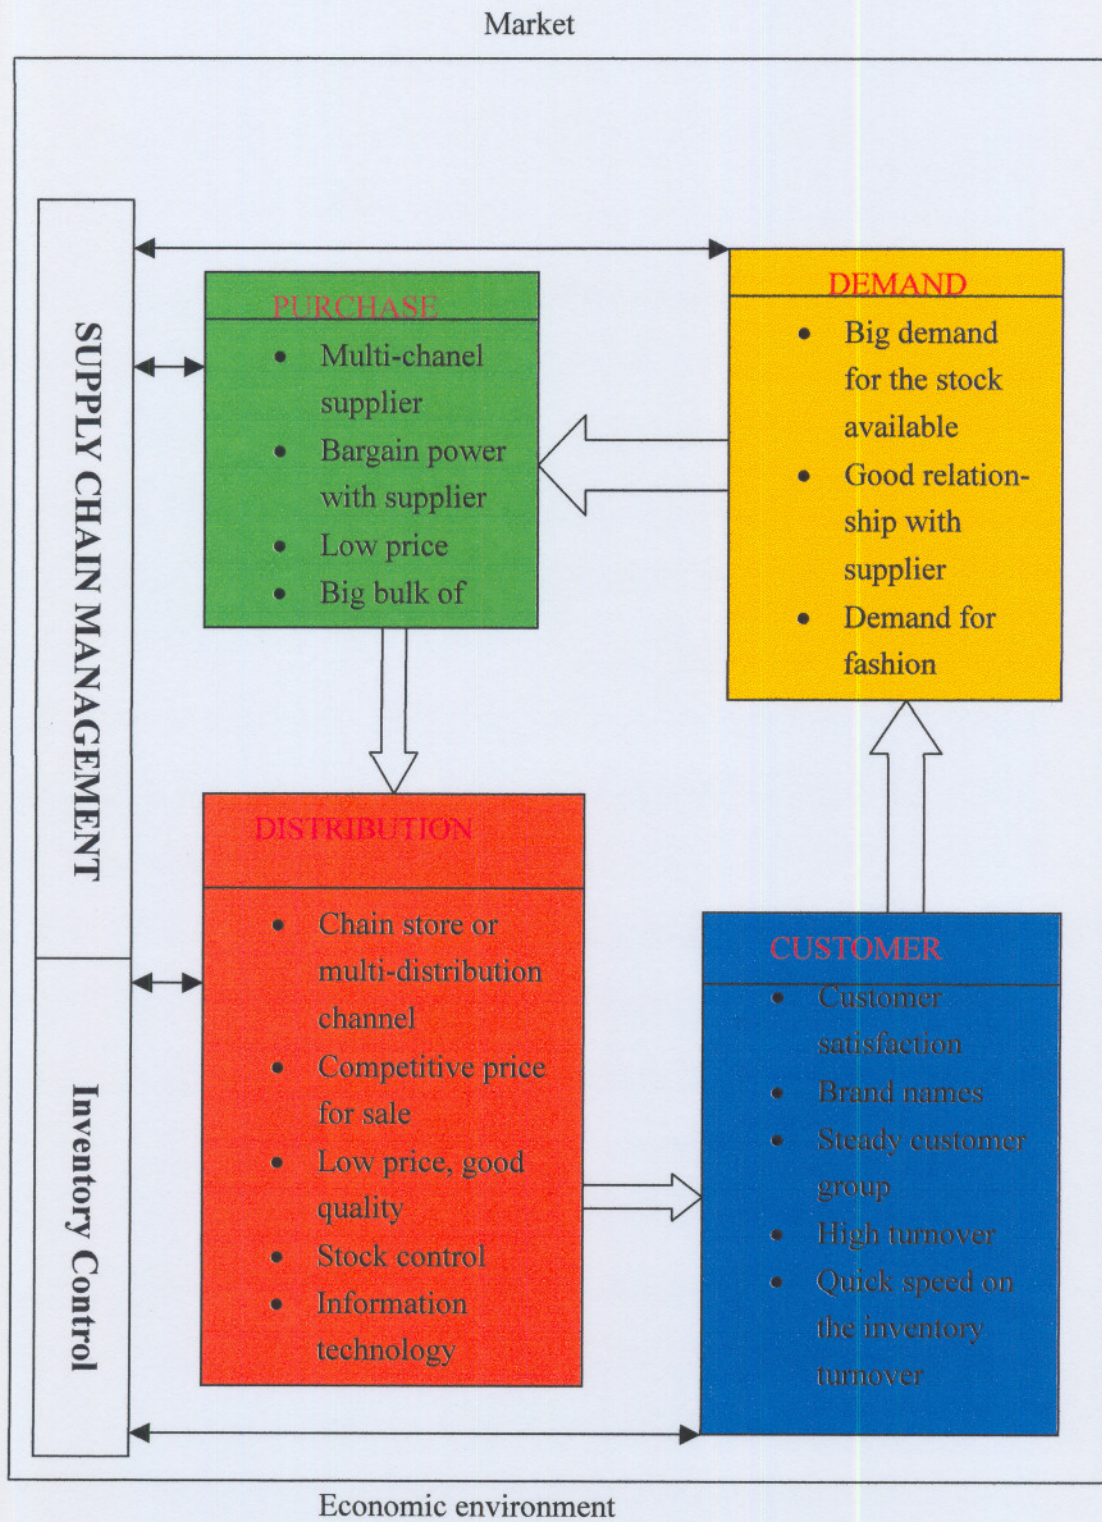 Market
SUPPLY CHAIN MANAGEMENT
Inventory Control
PURCHASE
• Multi-chanel
supplier
• Bargain power
with supplier
• Low price
• Big bulk of
DEMAND
• Big demand
for the stock
available
• Good relation-
ship with
supplier
• Demand for
fashion
DISTRIBUTION
• Chain store or
multi-distribution
channel
• Competitive price
for sale
• Low price, good
quality
• Stock control
• Information
technology
CUSTOMER
• Customer
satisfaction
• Brand names
• Steady customer
group
• High turnover
• Quick speed on
the inventory
turnover
Economic environment